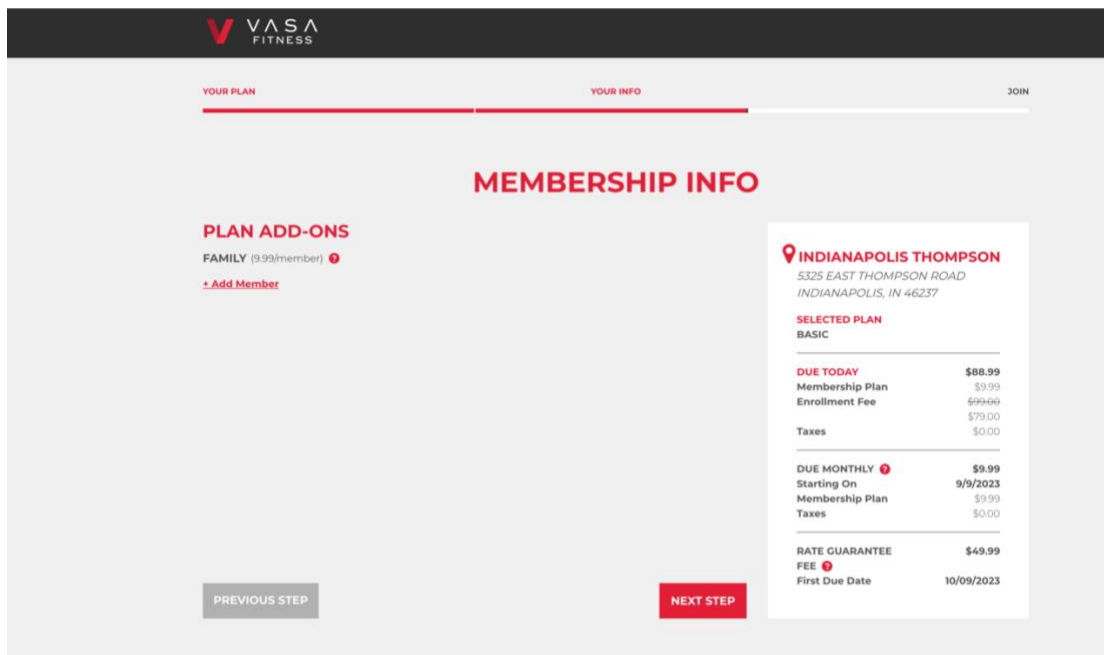 VASA
FITNESS
YOUR PLAN YOUR INFO JOIN
MEMBERSHIP INFO
PLAN ADD-ONS
FAMILY (9.99/member) ?
+ Add Member
PREVIOUS STEP
NEXT STEP
INDIANAPOLIS THOMPSON
5325 EAST THOMPSON ROAD
INDIANAPOLIS, IN 46237
SELECTED PLAN
BASIC
DUE TODAY $88.99
Membership Plan $9.99
Enrollment Fee $99.00
$79.00
Taxes $0.00
DUE MONTHLY ? $9.99
Starting On 9/9/2023
Membership Plan $9.99
Taxes $0.00
RATE GUARANTEE $49.99
FEE ?
First Due Date 10/09/2023